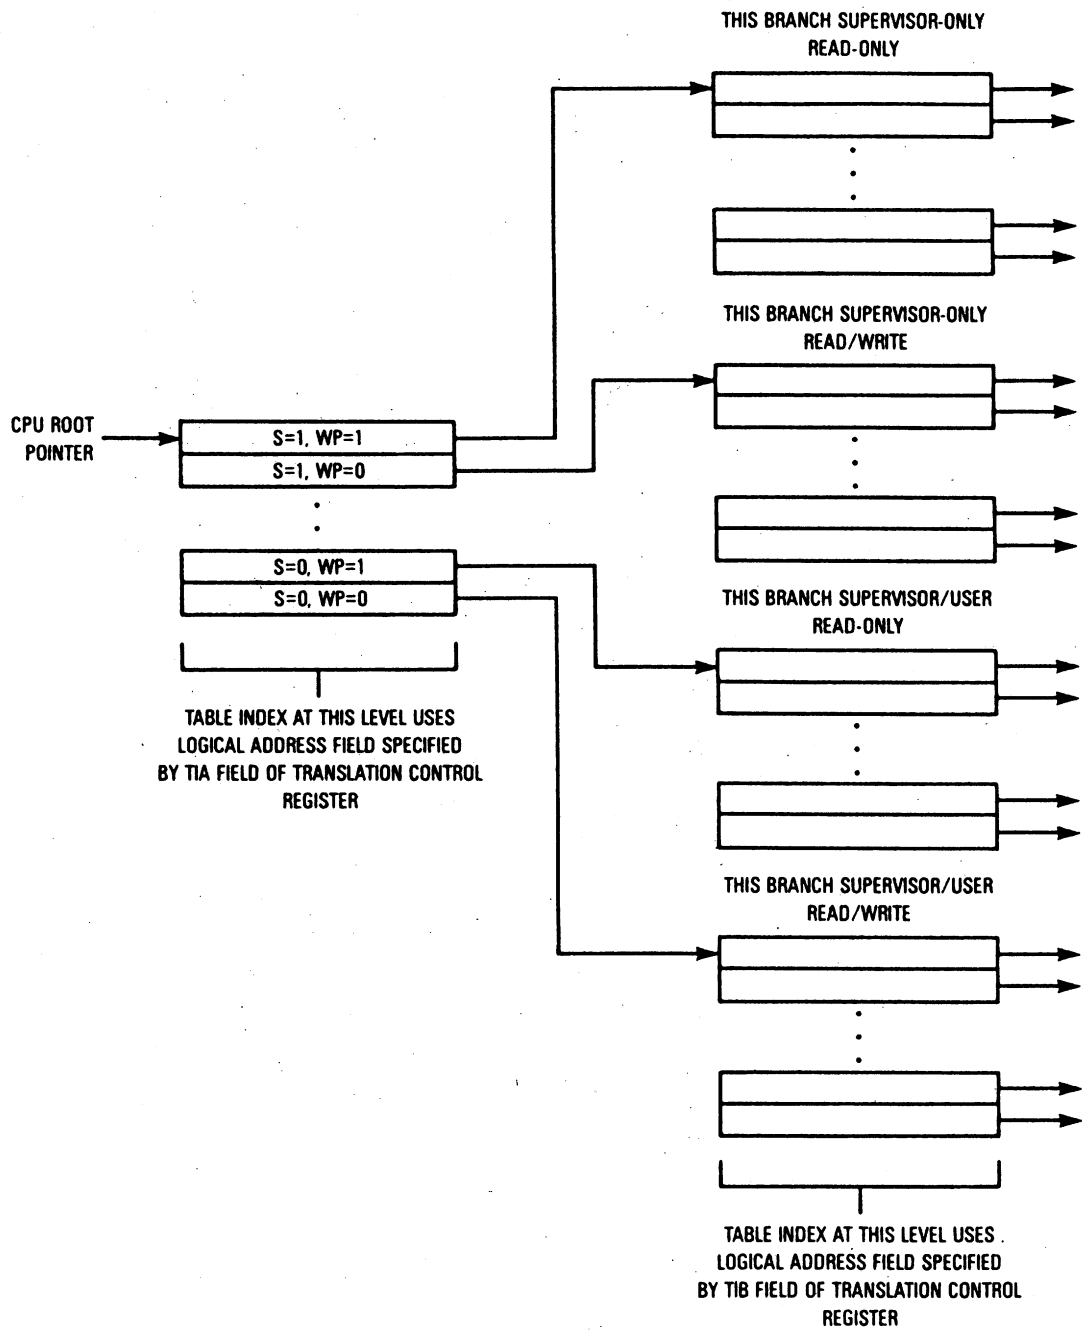 THIS BRANCH SUPERVISOR-ONLY
READ-ONLY
THIS BRANCH SUPERVISOR-ONLY
READ/WRITE
CPU ROOT
POINTER
S=1, WP=1
S=1, WP=0
S=0, WP=1
S=0, WP=0
THIS BRANCH SUPERVISOR/USER
READ-ONLY
TABLE INDEX AT THIS LEVEL USES
LOGICAL ADDRESS FIELD SPECIFIED
BY TIA FIELD OF TRANSLATION CONTROL
REGISTER
THIS BRANCH SUPERVISOR/USER
READ/WRITE
TABLE INDEX AT THIS LEVEL USES
LOGICAL ADDRESS FIELD SPECIFIED
BY TIB FIELD OF TRANSLATION CONTROL
REGISTER